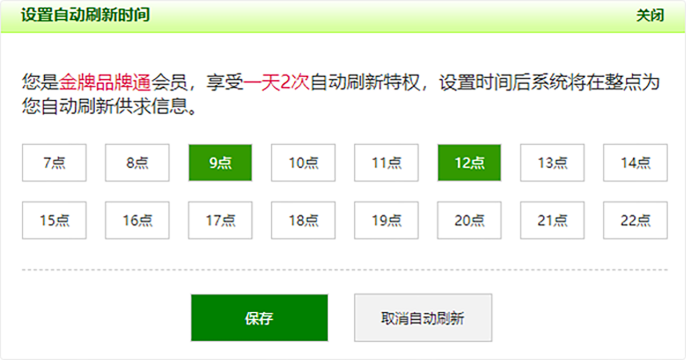 设置自动刷新时间 关闭
您是金牌品牌通会员，享受一天2次自动刷新特权，设置时间后系统将在整点为
您自动刷新供求信息。
7点 8点 9点 10点 11点 12点 13点 14点
15点 16点 17点 18点 19点 20点 21点 22点
保存 取消自动刷新